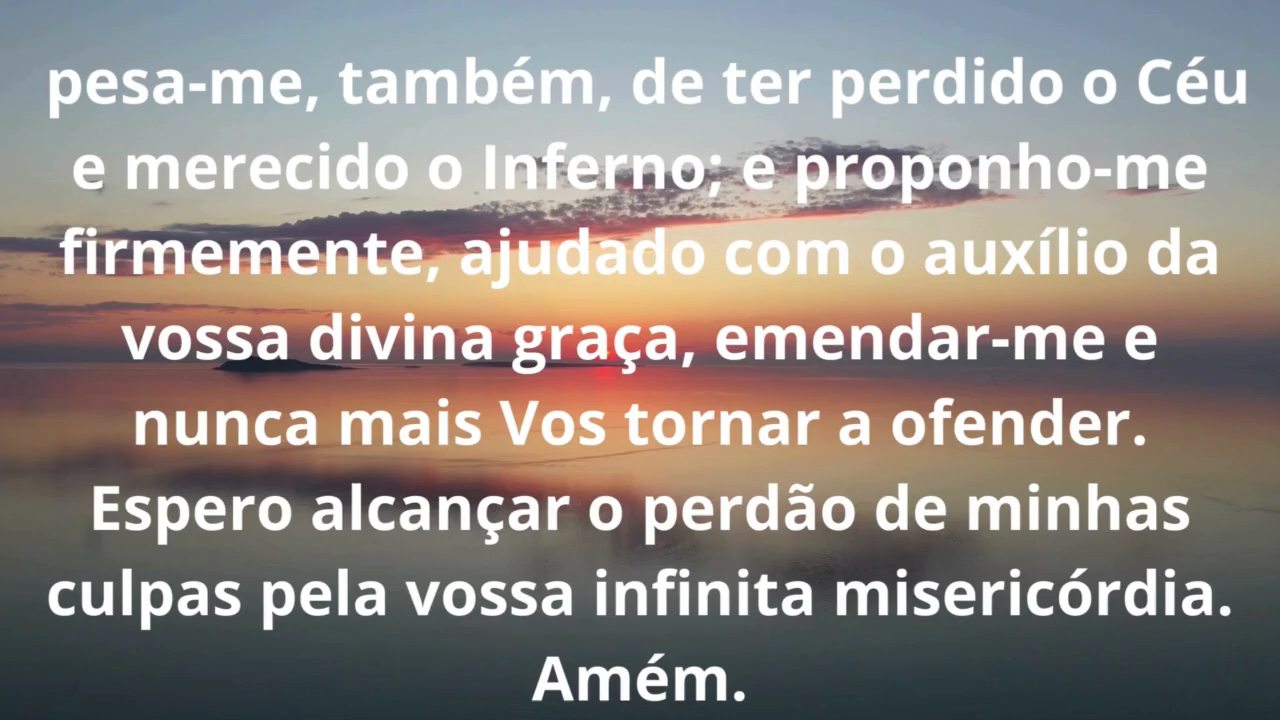 pesa-me, também, de ter perdido o Céu
e merecido o Inferno; e proponho-me
firmemente, ajudado com o auxílio da
vossa divina graça, emendar-me e
nunca mais Vos tornar a ofender.
Espero alcançar o perdão de minhas
culpas pela vossa infinita misericórdia.
Amém.